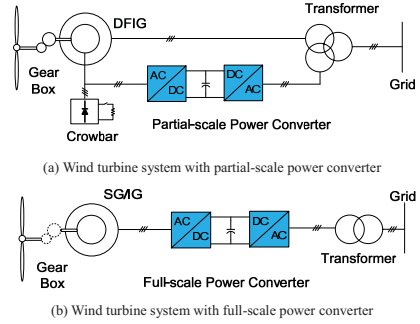 Transformer
DFIG
Gear
Box
AC
DC
DC
AC
Grid
Crowbar
Partial-scale Power Converter
(a) Wind turbine system with partial-scale power converter
SG/IG
Grid
AC
DC
DC
AC
Gear
Box
Transformer
Full-scale Power Converter
(b) Wind turbine system with full-scale power converter